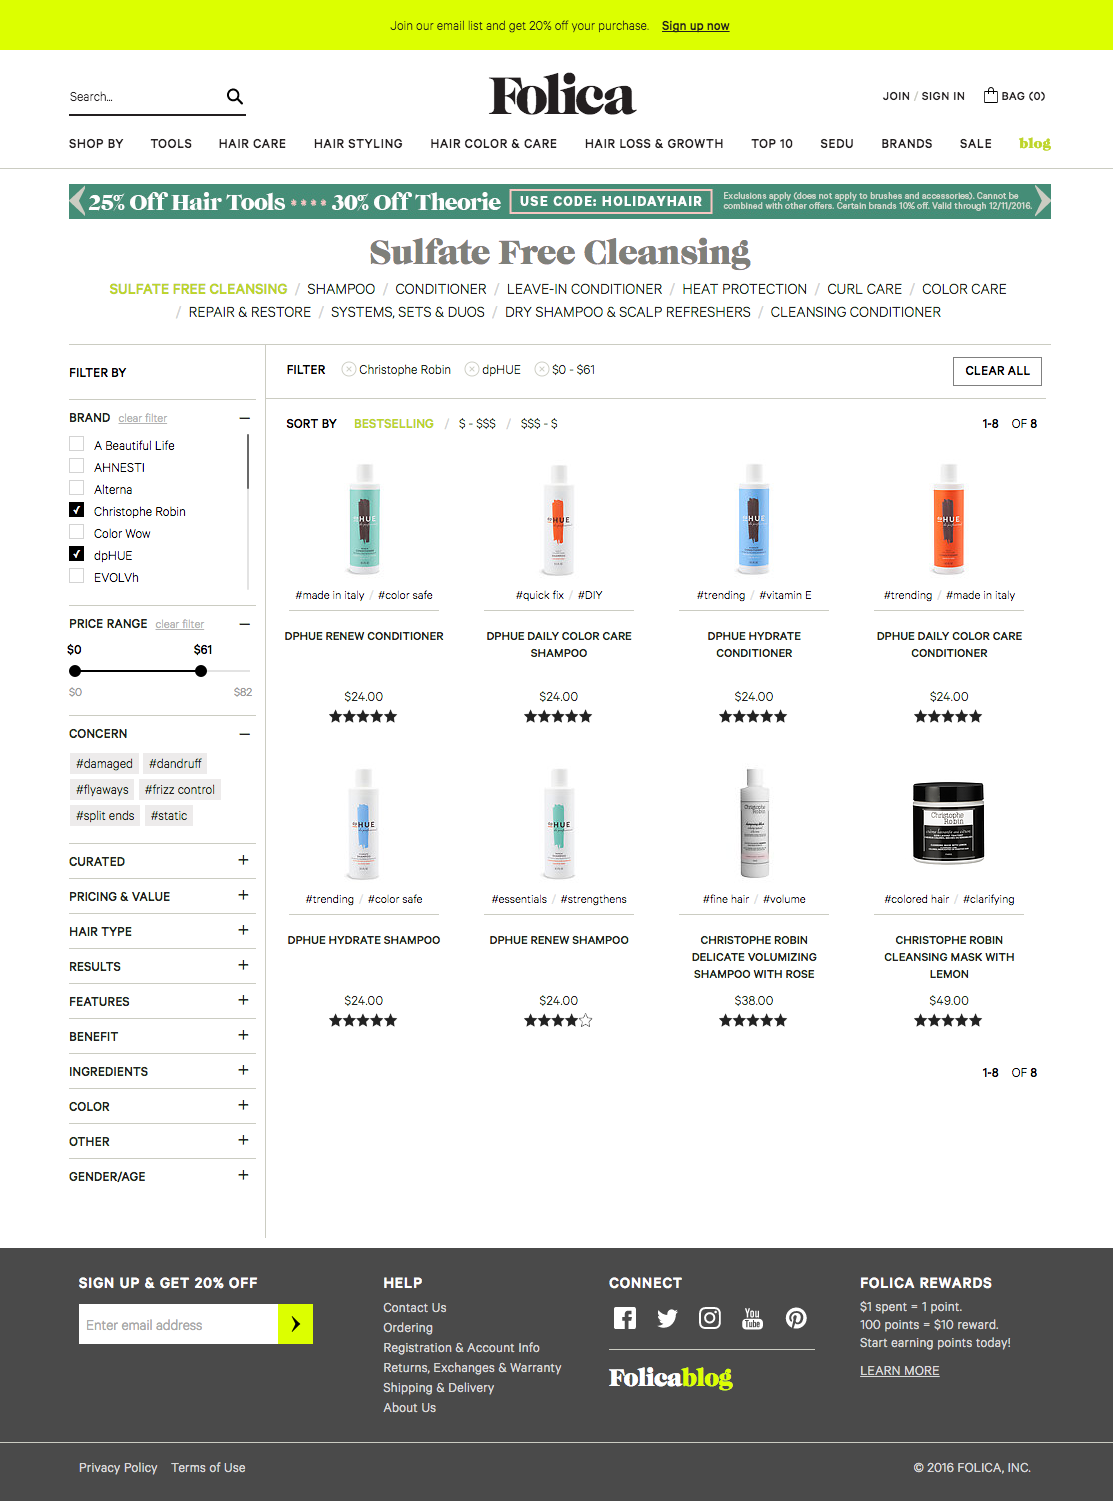 Join our email list and get 20% off your purchase. Sign up now
Search...
Folica
JOIN / SIGN IN
BAG (0)
SHOP BY TOOLS HAIR CARE HAIR STYLING HAIR COLOR & CARE HAIR LOSS & GROWTH TOP 10 SEDU BRANDS SALE blog
25% Off Hair Tools **** 30% Off Theorie USE CODE: HOLIDAYHAIR
Exclusions apply (does not apply to brushes and accessories). Cannot be
combined with other offers. Certain brands 10% off. Valid through 12/11/2016.
Sulfate Free Cleansing
SULFATE FREE CLEANSING / SHAMPOO / CONDITIONER / LEAVE-IN CONDITIONER / HEAT PROTECTION / CURL CARE / COLOR CARE
/ REPAIR & RESTORE / SYSTEMS, SETS & DUOS / DRY SHAMPOO & SCALP REFRESHERS / CLEANSING CONDITIONER
FILTER BY
BRAND clear filter
A Beautiful Life
AHNESTI
Alterna
Christophe Robin
Color Wow
dpHUE
EVOLVh
PRICE RANGE clear filter
$0 $61
$0 $82
CONCERN
#damaged #dandruff
#flyaways #frizz control
#split ends #static
CURATED
PRICING & VALUE
HAIR TYPE
RESULTS
FEATURES
BENEFIT
INGREDIENTS
COLOR
OTHER
GENDER/AGE
FILTER Christophe Robin dpHUE $0 - $61
CLEAR ALL
SORT BY BESTSELLING / $ - $$$ / $$$ - $
1-8 OF 8
#made in italy / #color safe
DPHUE RENEW CONDITIONER
$24.00
#quick fix / #DIY
DPHUE DAILY COLOR CARE
SHAMPOO
$24.00
#trending / #vitamin E
DPHUE HYDRATE
CONDITIONER
$24.00
#trending / #made in italy
DPHUE DAILY COLOR CARE
CONDITIONER
$24.00
#trending / #color safe
DPHUE HYDRATE SHAMPOO
$24.00
#essentials / #strengthens
DPHUE RENEW SHAMPOO
$24.00
Christophe
Robin
#fine hair / #volume
CHRISTOPHE ROBIN
DELICATE VOLUMIZING
SHAMPOO WITH ROSE
$38.00
Christophe
Robin
#colored hair / #clarifying
CHRISTOPHE ROBIN
CLEANSING MASK WITH
LEMON
$49.00
1-8 OF 8
SIGN UP & GET 20% OFF
Enter email address
HELP
Contact Us
Ordering
Registration & Account Info
Returns, Exchanges & Warranty
Shipping & Delivery
About Us
CONNECT
You
Tube
Folicablog
FOLICA REWARDS
$1 spent = 1 point.
100 points = $10 reward.
Start earning points today!
LEARN MORE
Privacy Policy Terms of Use
© 2016 FOLICA, INC.